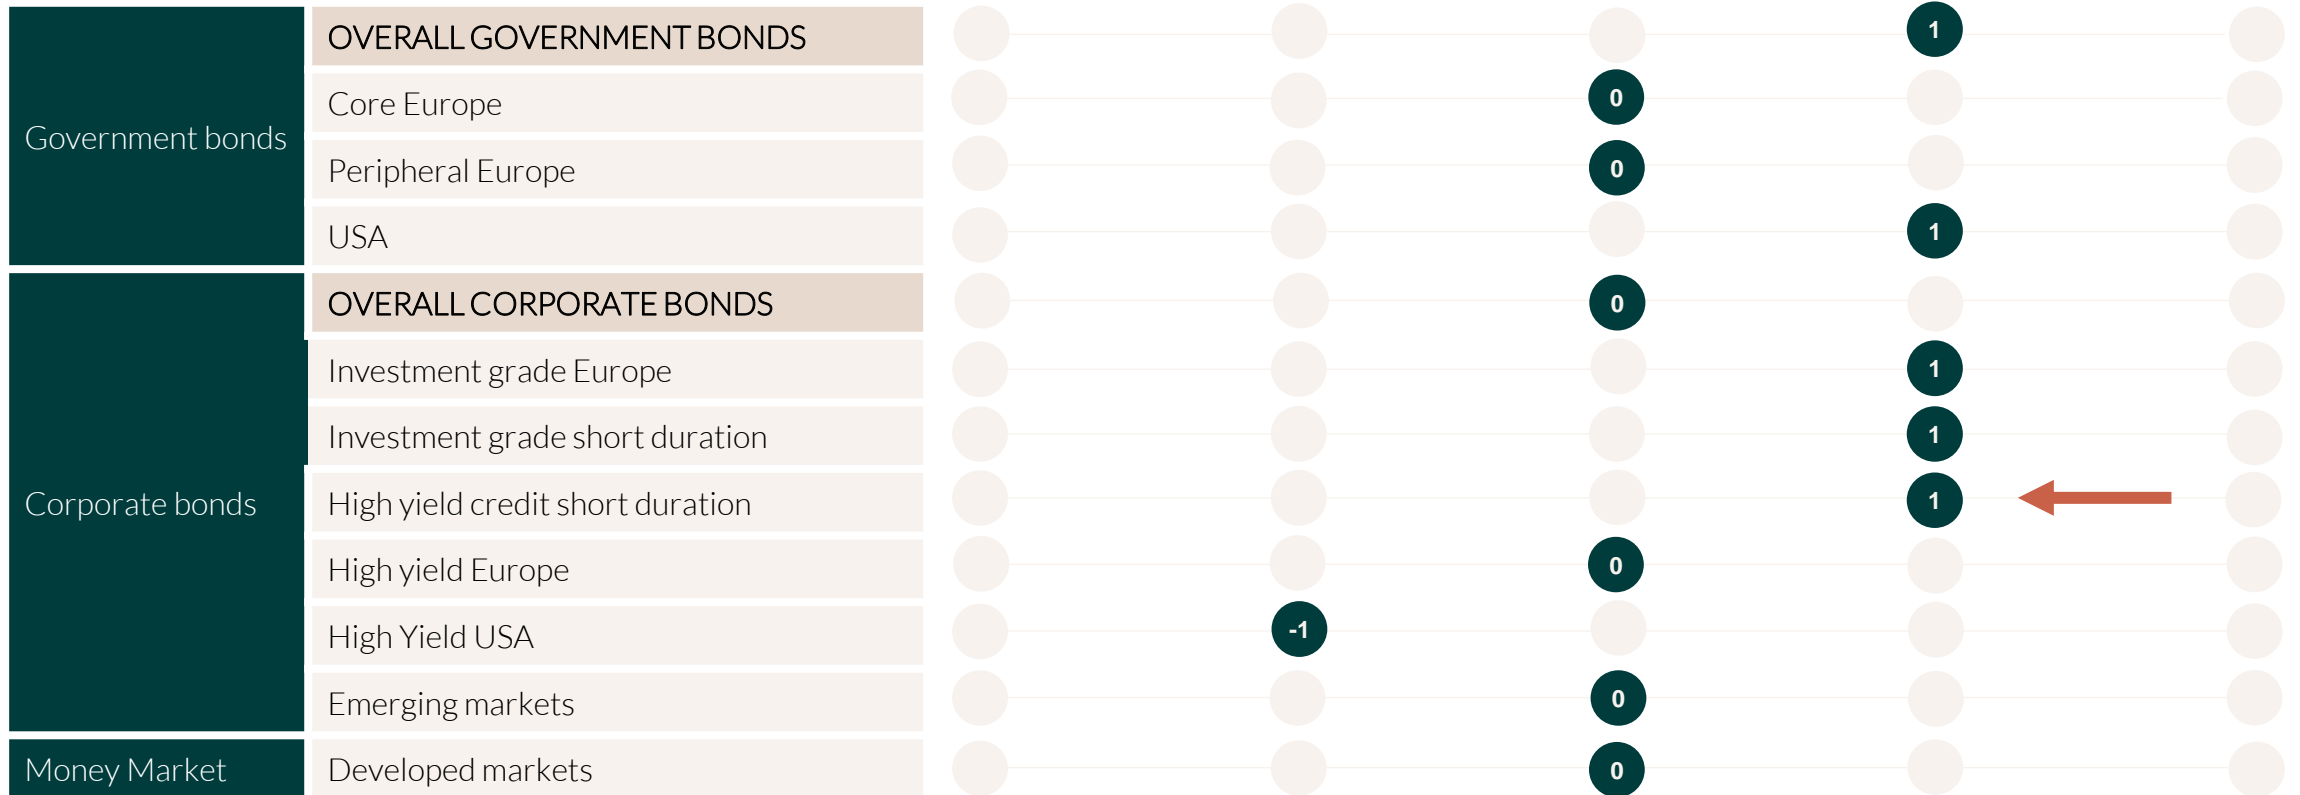 Government bonds
OVERALL GOVERNMENT BONDS 1
Core Europe 0
Peripheral Europe 0
USA 1
Corporate bonds
OVERALL CORPORATE BONDS 0
Investment grade Europe 1
Investment grade short duration 1
High yield credit short duration 1
High yield Europe 0
High Yield USA -1
Emerging markets 0
Money Market
Developed markets 0